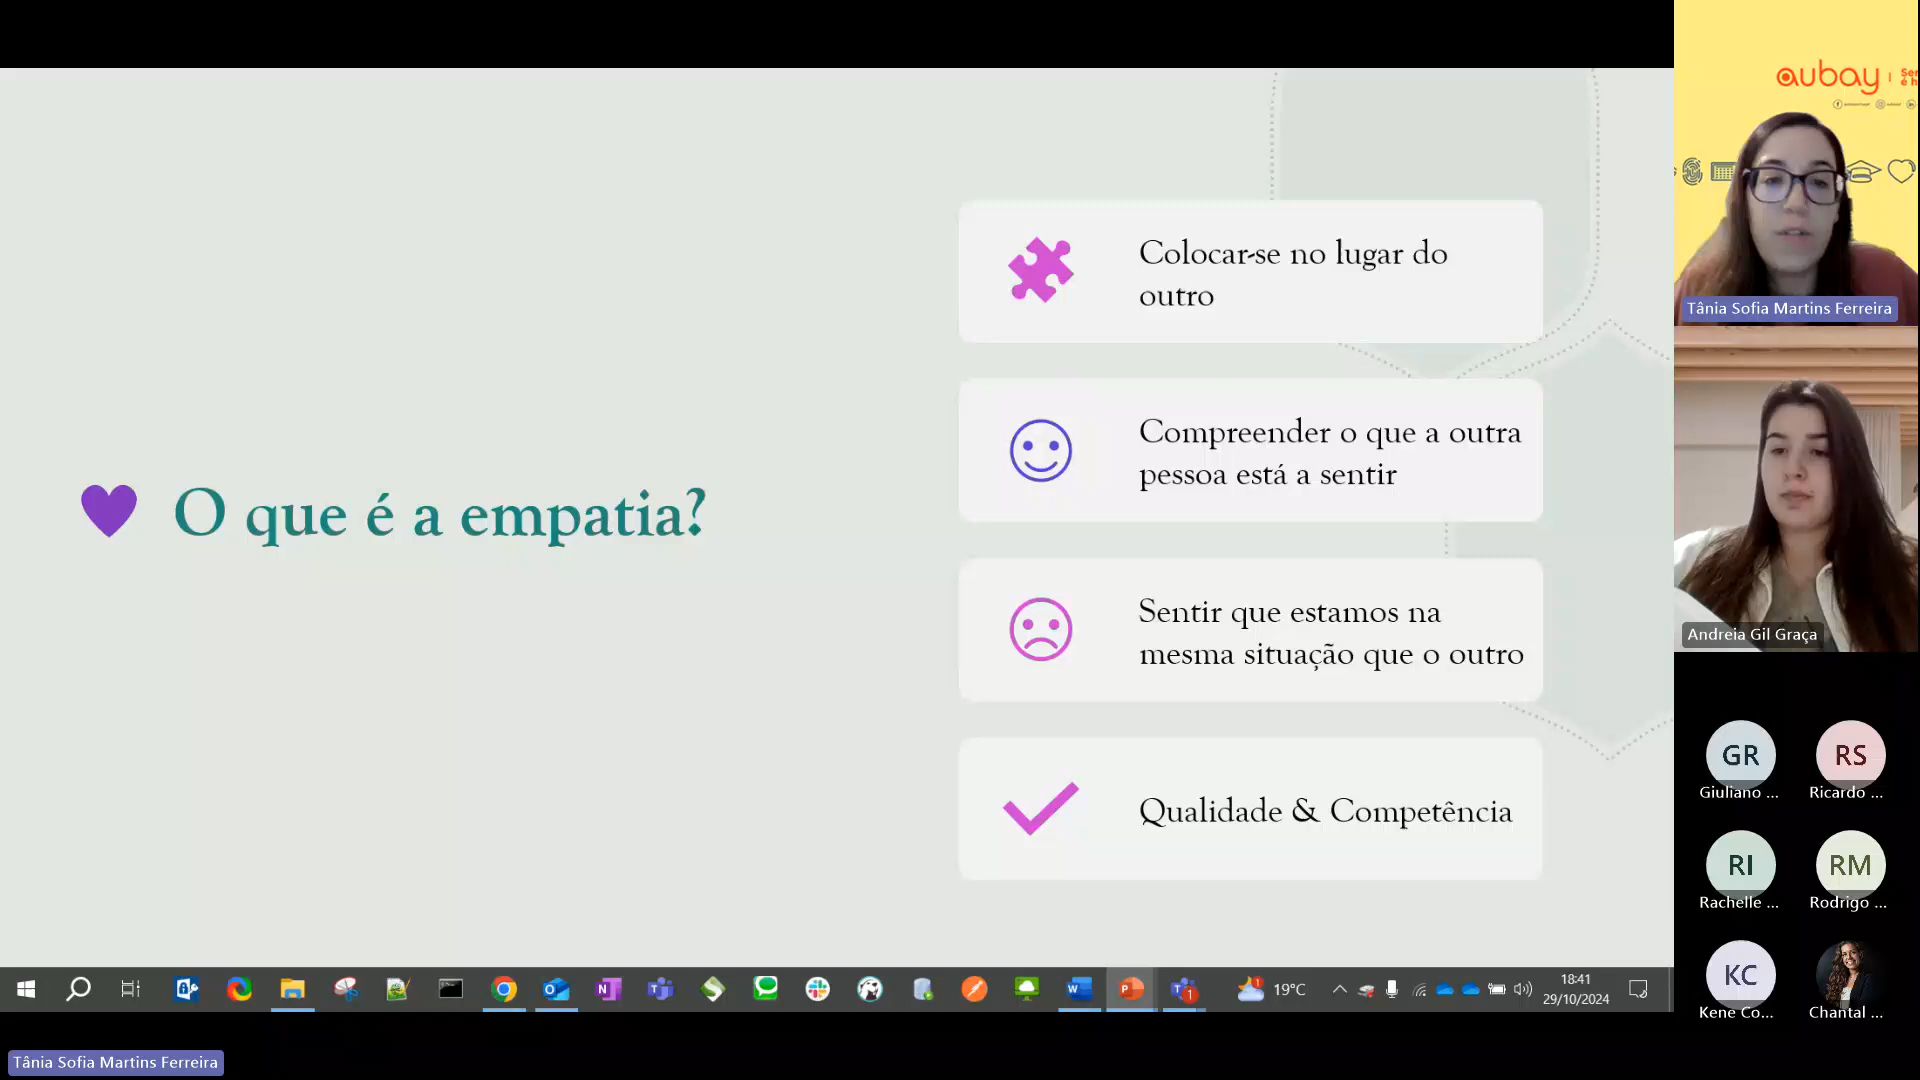 O que é a empatia?
Colocar-se no lugar do
outro
Compreender o que a outra
pessoa está a sentir
Sentir que estamos na
mesma situação que o outro
Qualidade & Competência
aubay
Tânia Sofia Martins Ferreira
Andreia Gil Graça
GR
Giuliano ...
RS
Ricardo ...
RI
Rachelle ...
RM
Rodrigo ...
KC
Kene Co...
Chantal ...
19°C
18:41
29/10/2024
Tânia Sofia Martins Ferreira